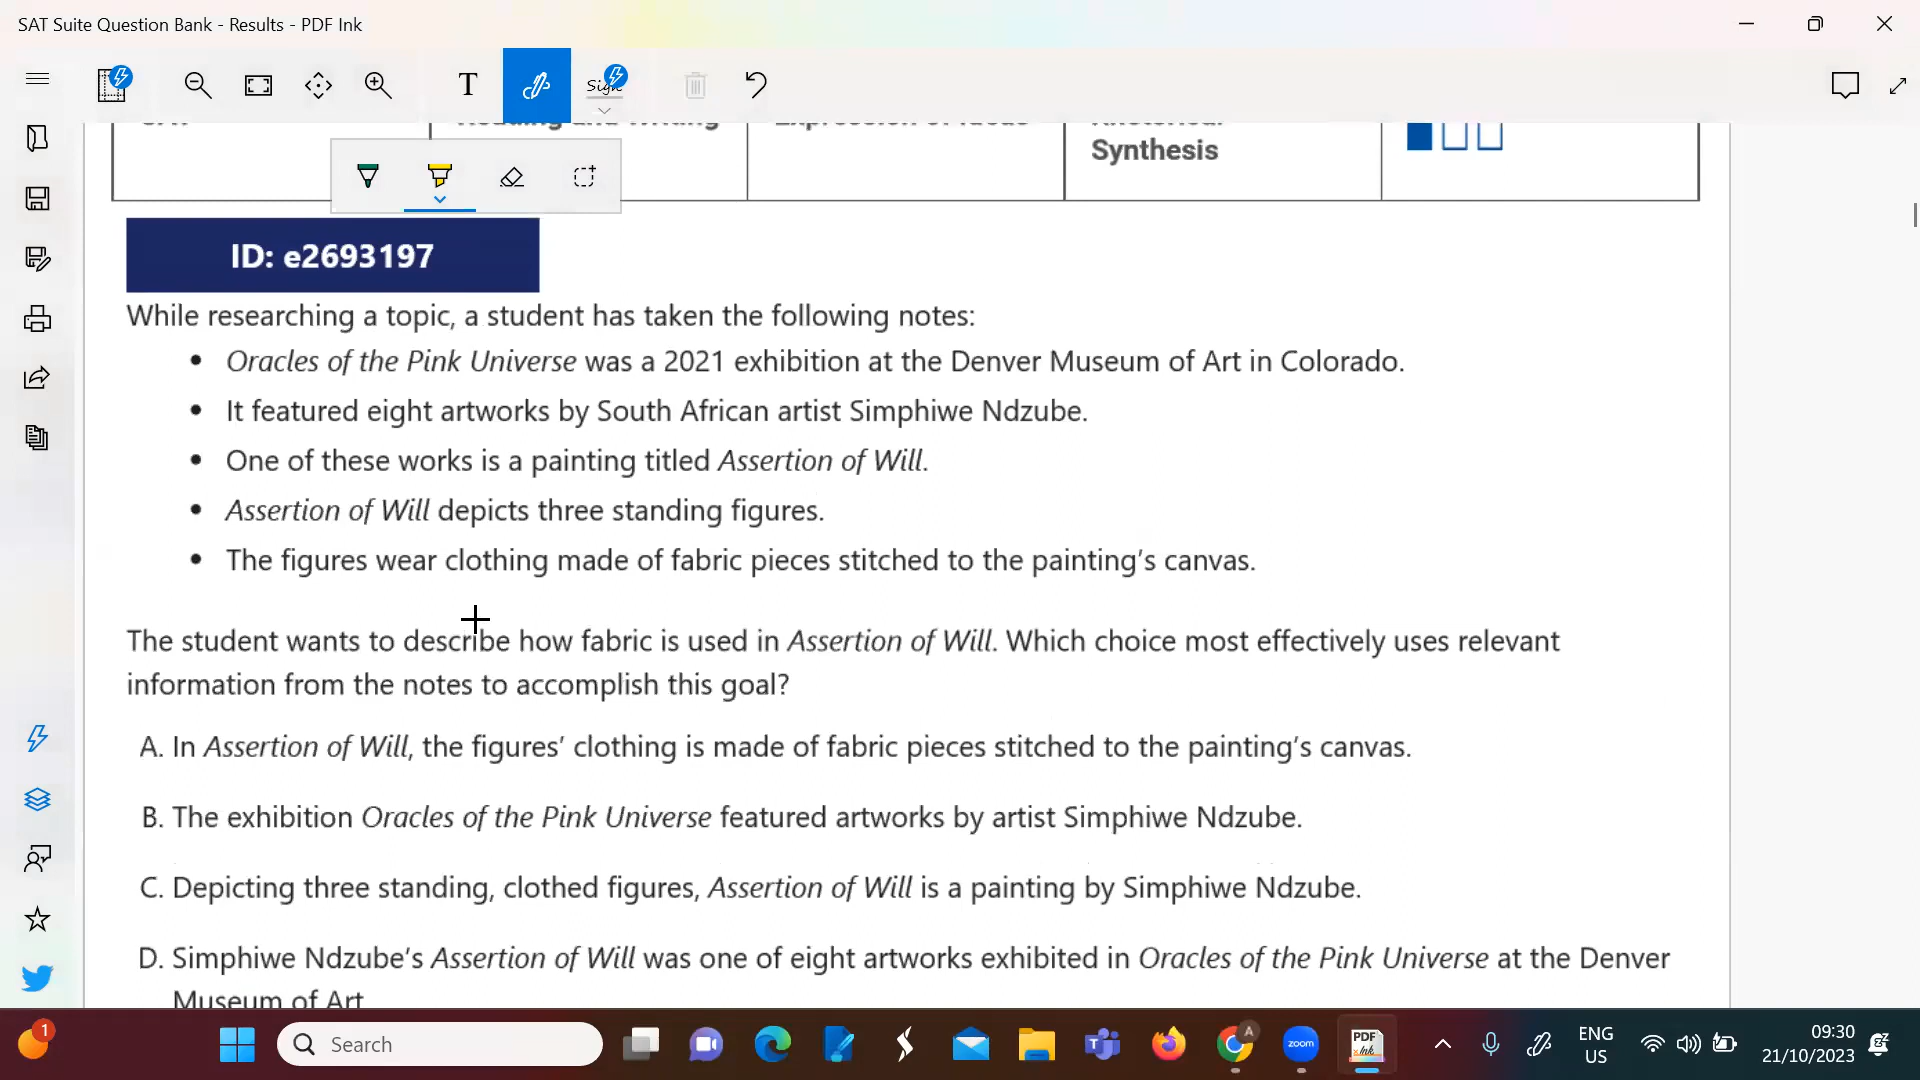 SAT Suite Question Bank - Results - PDF Ink
T
Sign
Reading and Writing
Synthesis
ID: e2693197
While researching a topic, a student has taken the following notes:
• Oracles of the Pink Universe was a 2021 exhibition at the Denver Museum of Art in Colorado.
• It featured eight artworks by South African artist Simphiwe Ndzube.
• One of these works is a painting titled Assertion of Will.
• Assertion of Will depicts three standing figures.
• The figures wear clothing made of fabric pieces stitched to the painting's canvas.
The student wants to describe how fabric is used in Assertion of Will. Which choice most effectively uses relevant
information from the notes to accomplish this goal?
A. In Assertion of Will, the figures' clothing is made of fabric pieces stitched to the painting's canvas.
B. The exhibition Oracles of the Pink Universe featured artworks by artist Simphiwe Ndzube.
C. Depicting three standing, clothed figures, Assertion of Will is a painting by Simphiwe Ndzube.
D. Simphiwe Ndzube's Assertion of Will was one of eight artworks exhibited in Oracles of the Pink Universe at the Denver
Museum of Art
1
Search
A
zoom
PDF
Ink
ENG
US
09:30
21/10/2023